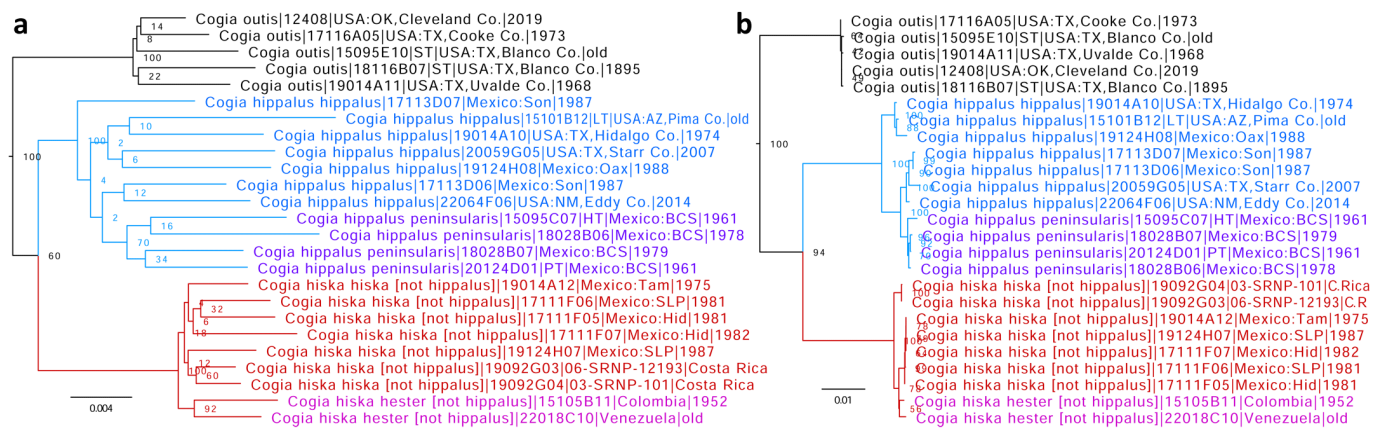 a
Cogia outis|12408|USA:OK,Cleveland Co.|2019
14
Cogia outis|17116A05|USA:TX,Cooke Co.|1973
8
Cogia outis|15095E10|ST|USA:TX,Blanco Co.|old
100
Cogia outis|18116B07|ST|USA:TX,Blanco Co.|1895
22
Cogia outis|19014A11|USA:TX,Uvalde Co.|1968
Cogia hippalus hippalus|17113D07|Mexico:Son|1987
Cogia hippalus hippalus|15101B12|LT|USA:AZ,Pima Co.|old
10
Cogia hippalus hippalus|19014A10|USA:TX,Hidalgo Co.|1974
100
2
Cogia hippalus hippalus|20059G05|USA:TX,Starr Co.|2007
100
6
Cogia hippalus hippalus|19124H08|Mexico:Oax|1988
4
Cogia hippalus hippalus|17113D06|Mexico:Son|1987
12
Cogia hippalus hippalus|22064F06|USA:NM,Eddy Co.|2014
2
Cogia hippalus peninsularis|15095C07|HT|Mexico:BCS|1961
16
Cogia hippalus peninsularis|18028B06|Mexico:BCS|1978
70
Cogia hippalus peninsularis|18028B07|Mexico:BCS|1979
60
34
Cogia hippalus peninsularis|20124D01|PT|Mexico:BCS|1961
Cogia hiska hiska [not hippalus]|19014A12|Mexico:Tam|1975
Cogia hiska hiska [not hippalus]|17111F06|Mexico:SLP|1981
4
32
Cogia hiska hiska [not hippalus]|17111F05|Mexico:Hid|1981
6
Cogia hiska hiska [not hippalus]|17111F07|Mexico:Hid|1982
18
Cogia hiska hiska [not hippalus]|19124H07|Mexico:SLP|1987
12
Cogia hiska hiska [not hippalus]|19092G03|06-SRNP-12193|Costa Rica
100
60
Cogia hiska hiska [not hippalus]|19092G04|03-SRNP-101|Costa Rica
Cogia hiska hester [not hippalus]|15105B11|Colombia|1952
92
Cogia hiska hester [not hippalus]|22018C10|Venezuela|old
0.004
b
Cogia outis|17116A05|USA:TX,Cooke Co.|1973
Cogia outis|15095E10|ST|USA:TX,Blanco Co.|old
Cogia outis|19014A11|USA:TX,Uvalde Co.|1968
Cogia outis|12408|USA:OK,Cleveland Co.|2019
49
Cogia outis|18116B07|ST|USA:TX,Blanco Co.|1895
Cogia hippalus hippalus|19014A10|USA:TX,Hidalgo Co.|1974
100
Cogia hippalus hippalus|15101B12|LT|USA:AZ,Pima Co.|old
88
Cogia hippalus hippalus|19124H08|Mexico:Oax|1988
100
Cogia hippalus hippalus|17113D07|Mexico:Son|1987
99
100
Cogia hippalus hippalus|17113D06|Mexico:Son|1987
Cogia hippalus hippalus|20059G05|USA:TX,Starr Co.|2007
100
Cogia hippalus hippalus|22064F06|USA:NM,Eddy Co.|2014
100
Cogia hippalus peninsularis|15095C07|HT|Mexico:BCS|1961
Cogia hippalus peninsularis|18028B07|Mexico:BCS|1979
Cogia hippalus peninsularis|20124D01|PT|Mexico:BCS|1961
94
Cogia hippalus peninsularis|18028B06|Mexico:BCS|1978
Cogia hiska hiska [not hippalus]|19092G04|03-SRNP-101|C.Rica
100
Cogia hiska hiska [not hippalus]|19092G03|06-SRNP-12193|C.R
Cogia hiska hiska [not hippalus]|19014A12|Mexico:Tam|1975
Cogia hiska hiska [not hippalus]|19124H07|Mexico:SLP|1987
100
Cogia hiska hiska [not hippalus]|17111F07|Mexico:Hid|1982
Cogia hiska hiska [not hippalus]|17111F06|Mexico:SLP|1981
Cogia hiska hiska [not hippalus]|17111F05|Mexico:Hid|1981
Cogia hiska hester [not hippalus]|15105B11|Colombia|1952
56
Cogia hiska hester [not hippalus]|22018C10|Venezuela|old
0.01